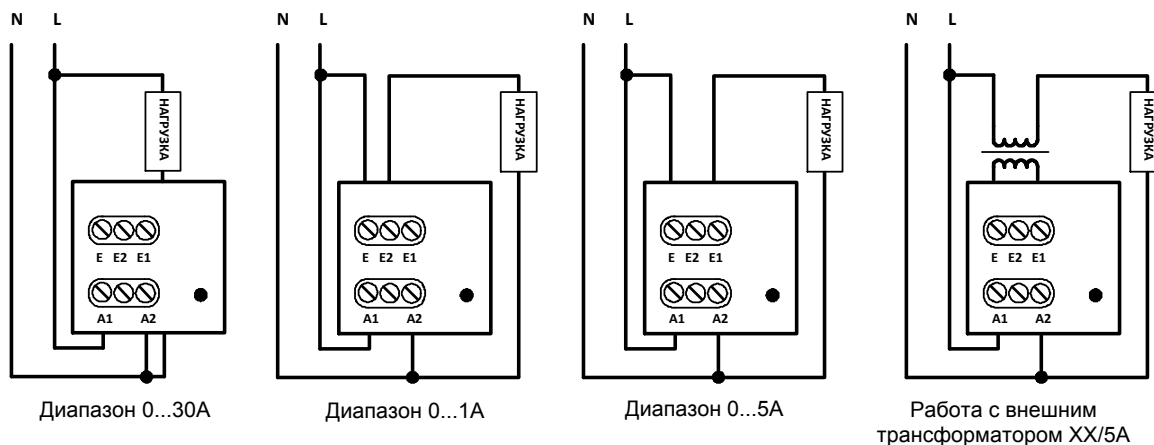 N L
НАГРУЗКА
E E2 E1
A1 A2
Диапазон 0...30А
N L
НАГРУЗКА
E E2 E1
A1 A2
Диапазон 0...1А
N L
НАГРУЗКА
E E2 E1
A1 A2
Диапазон 0...5А
N L
НАГРУЗКА
E E2 E1
A1 A2
Работа с внешним
трансформатором ХХ/5А